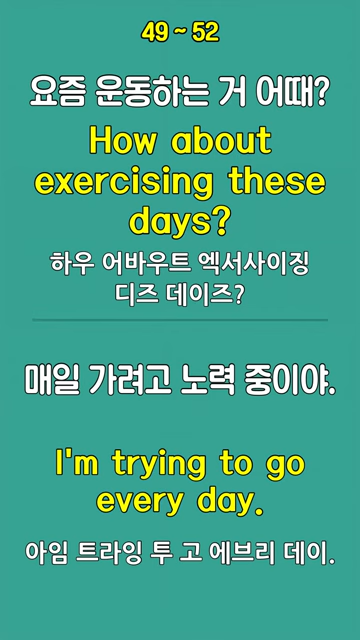 49 ~ 52
요즘 운동하는 거 어때?
How about
exercising these
days?
하우 어바우트 엑서사이징
디즈 데이즈?
매일 가려고 노력 중이야.
I'm trying to go
every day.
아임 트라잉 투 고 에브리 데이.